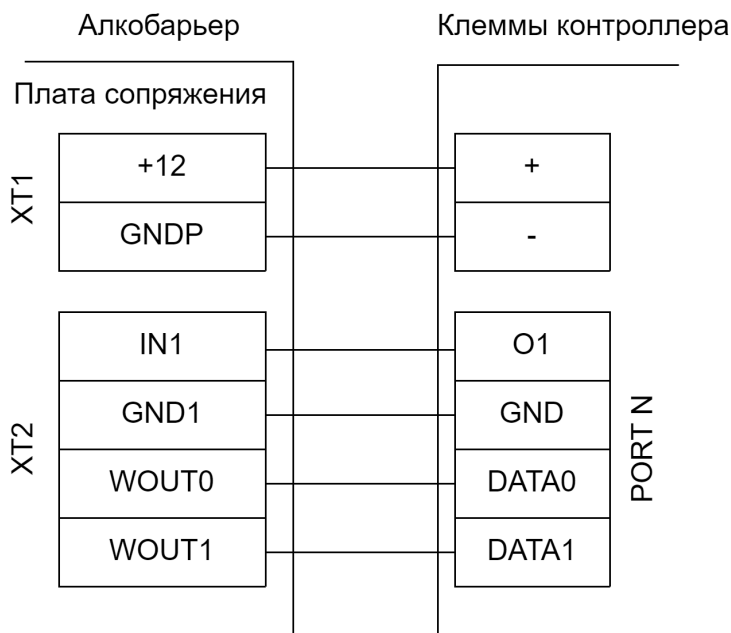 Алкобарьер
Клеммы контроллера
Плата сопряжения
XT1
+12
+
GNDP
-
XT2
IN1
O1
GND1
GND
WOUT0
DATA0
WOUT1
DATA1
PORT N